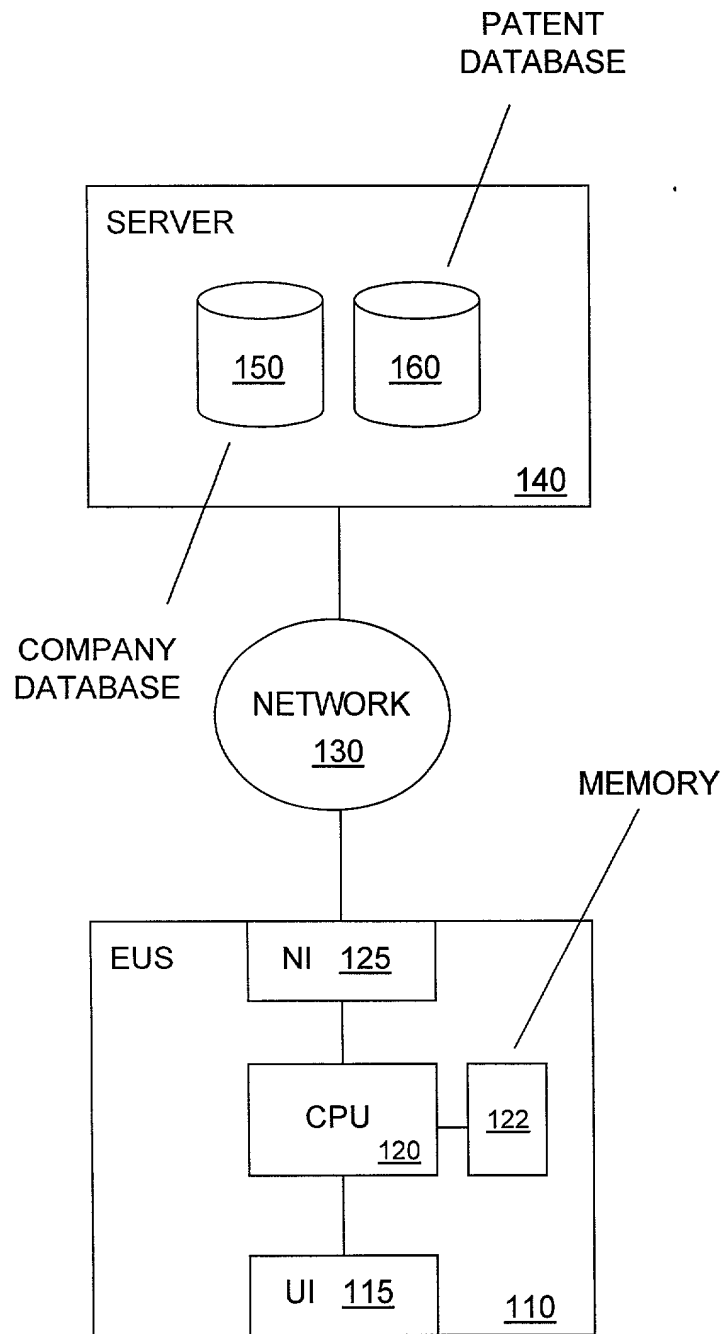 PATENT
DATABASE
SERVER
150
160
140
COMPANY
DATABASE
NETWORK
130
MEMORY
EUS
NI 125
CPU
120
122
UI 115
110